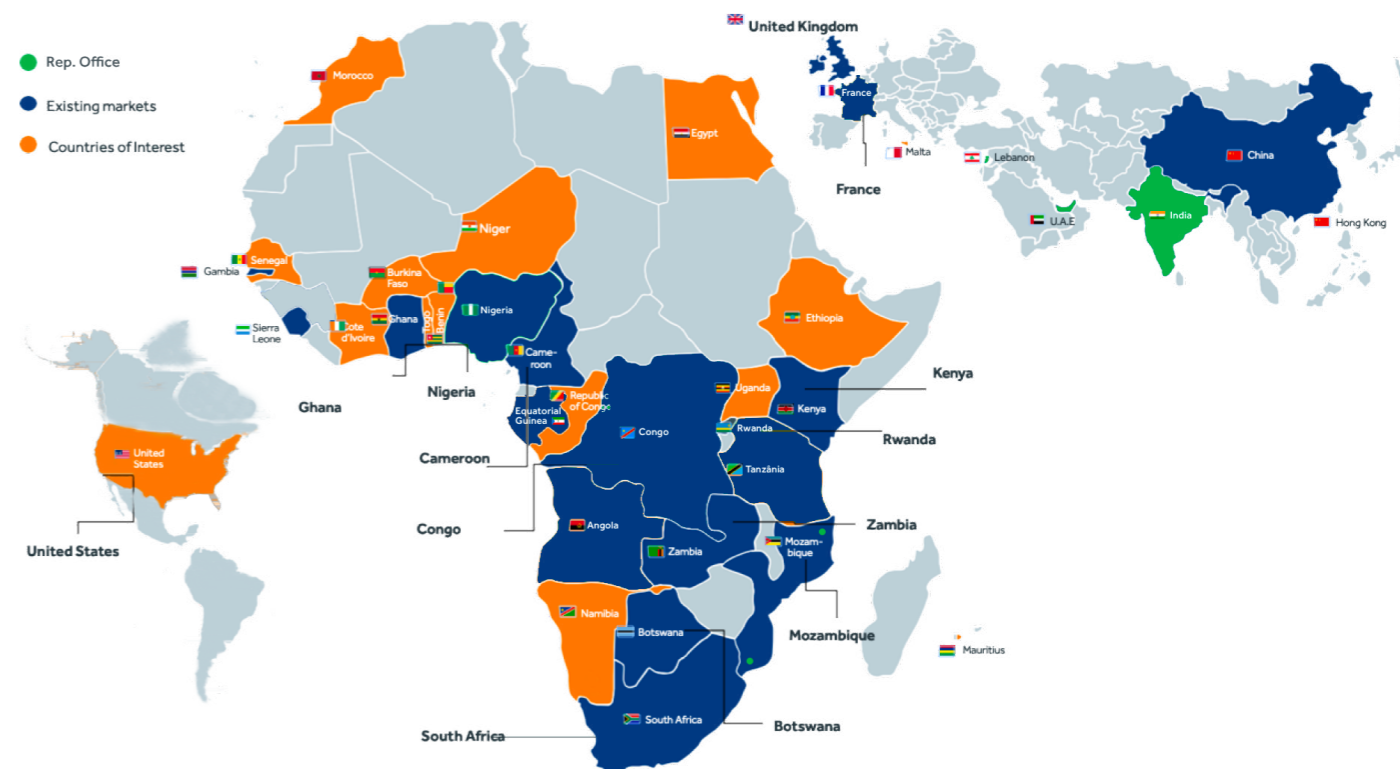 United Kingdom
Rep. Office
Existing markets
Countries of Interest
Morocco
Egypt
France
Malta
Lebanon
China
France
U.A.E
India
Hong Kong
Niger
Senegal
Gambia
Burkina
Faso
Nigeria
Ghana
Togo
Benin
Ethiopia
Sierra
Leone
Cote
d'Ivoire
Came-
roon
Kenya
Nigeria
Uganda
Ghana
Republic
of Congo
Kenya
Equatorial
Guinea
Congo
Rwanda
Rwanda
United
States
Cameroon
Tanzânia
Congo
Angola
Zambia
United States
Zambia
Mozam-
bique
Namibia
Botswana
Mozambique
Mauritius
South Africa
South Africa
Botswana